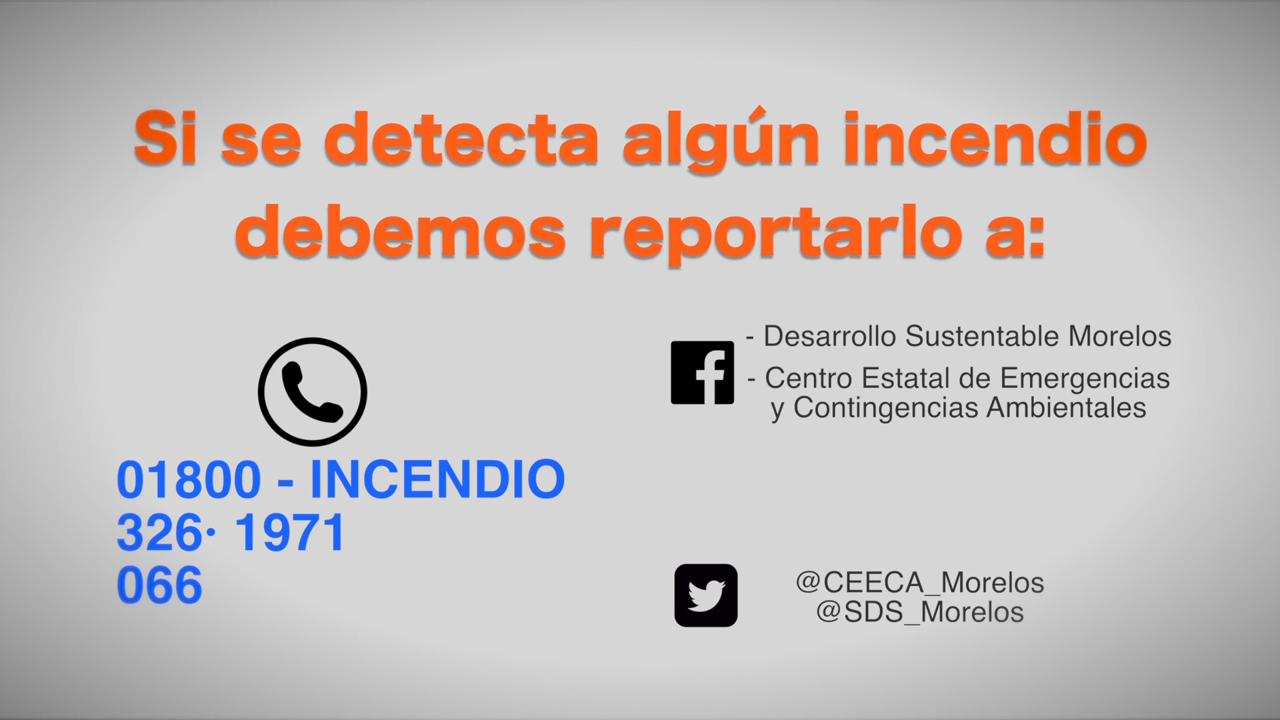 Si se detecta algún incendio
debemos reportarlo a:
01800 - INCENDIO
326· 1971
066
- Desarrollo Sustentable Morelos
- Centro Estatal de Emergencias
y Contingencias Ambientales
@CEECA_Morelos
@SDS_Morelos